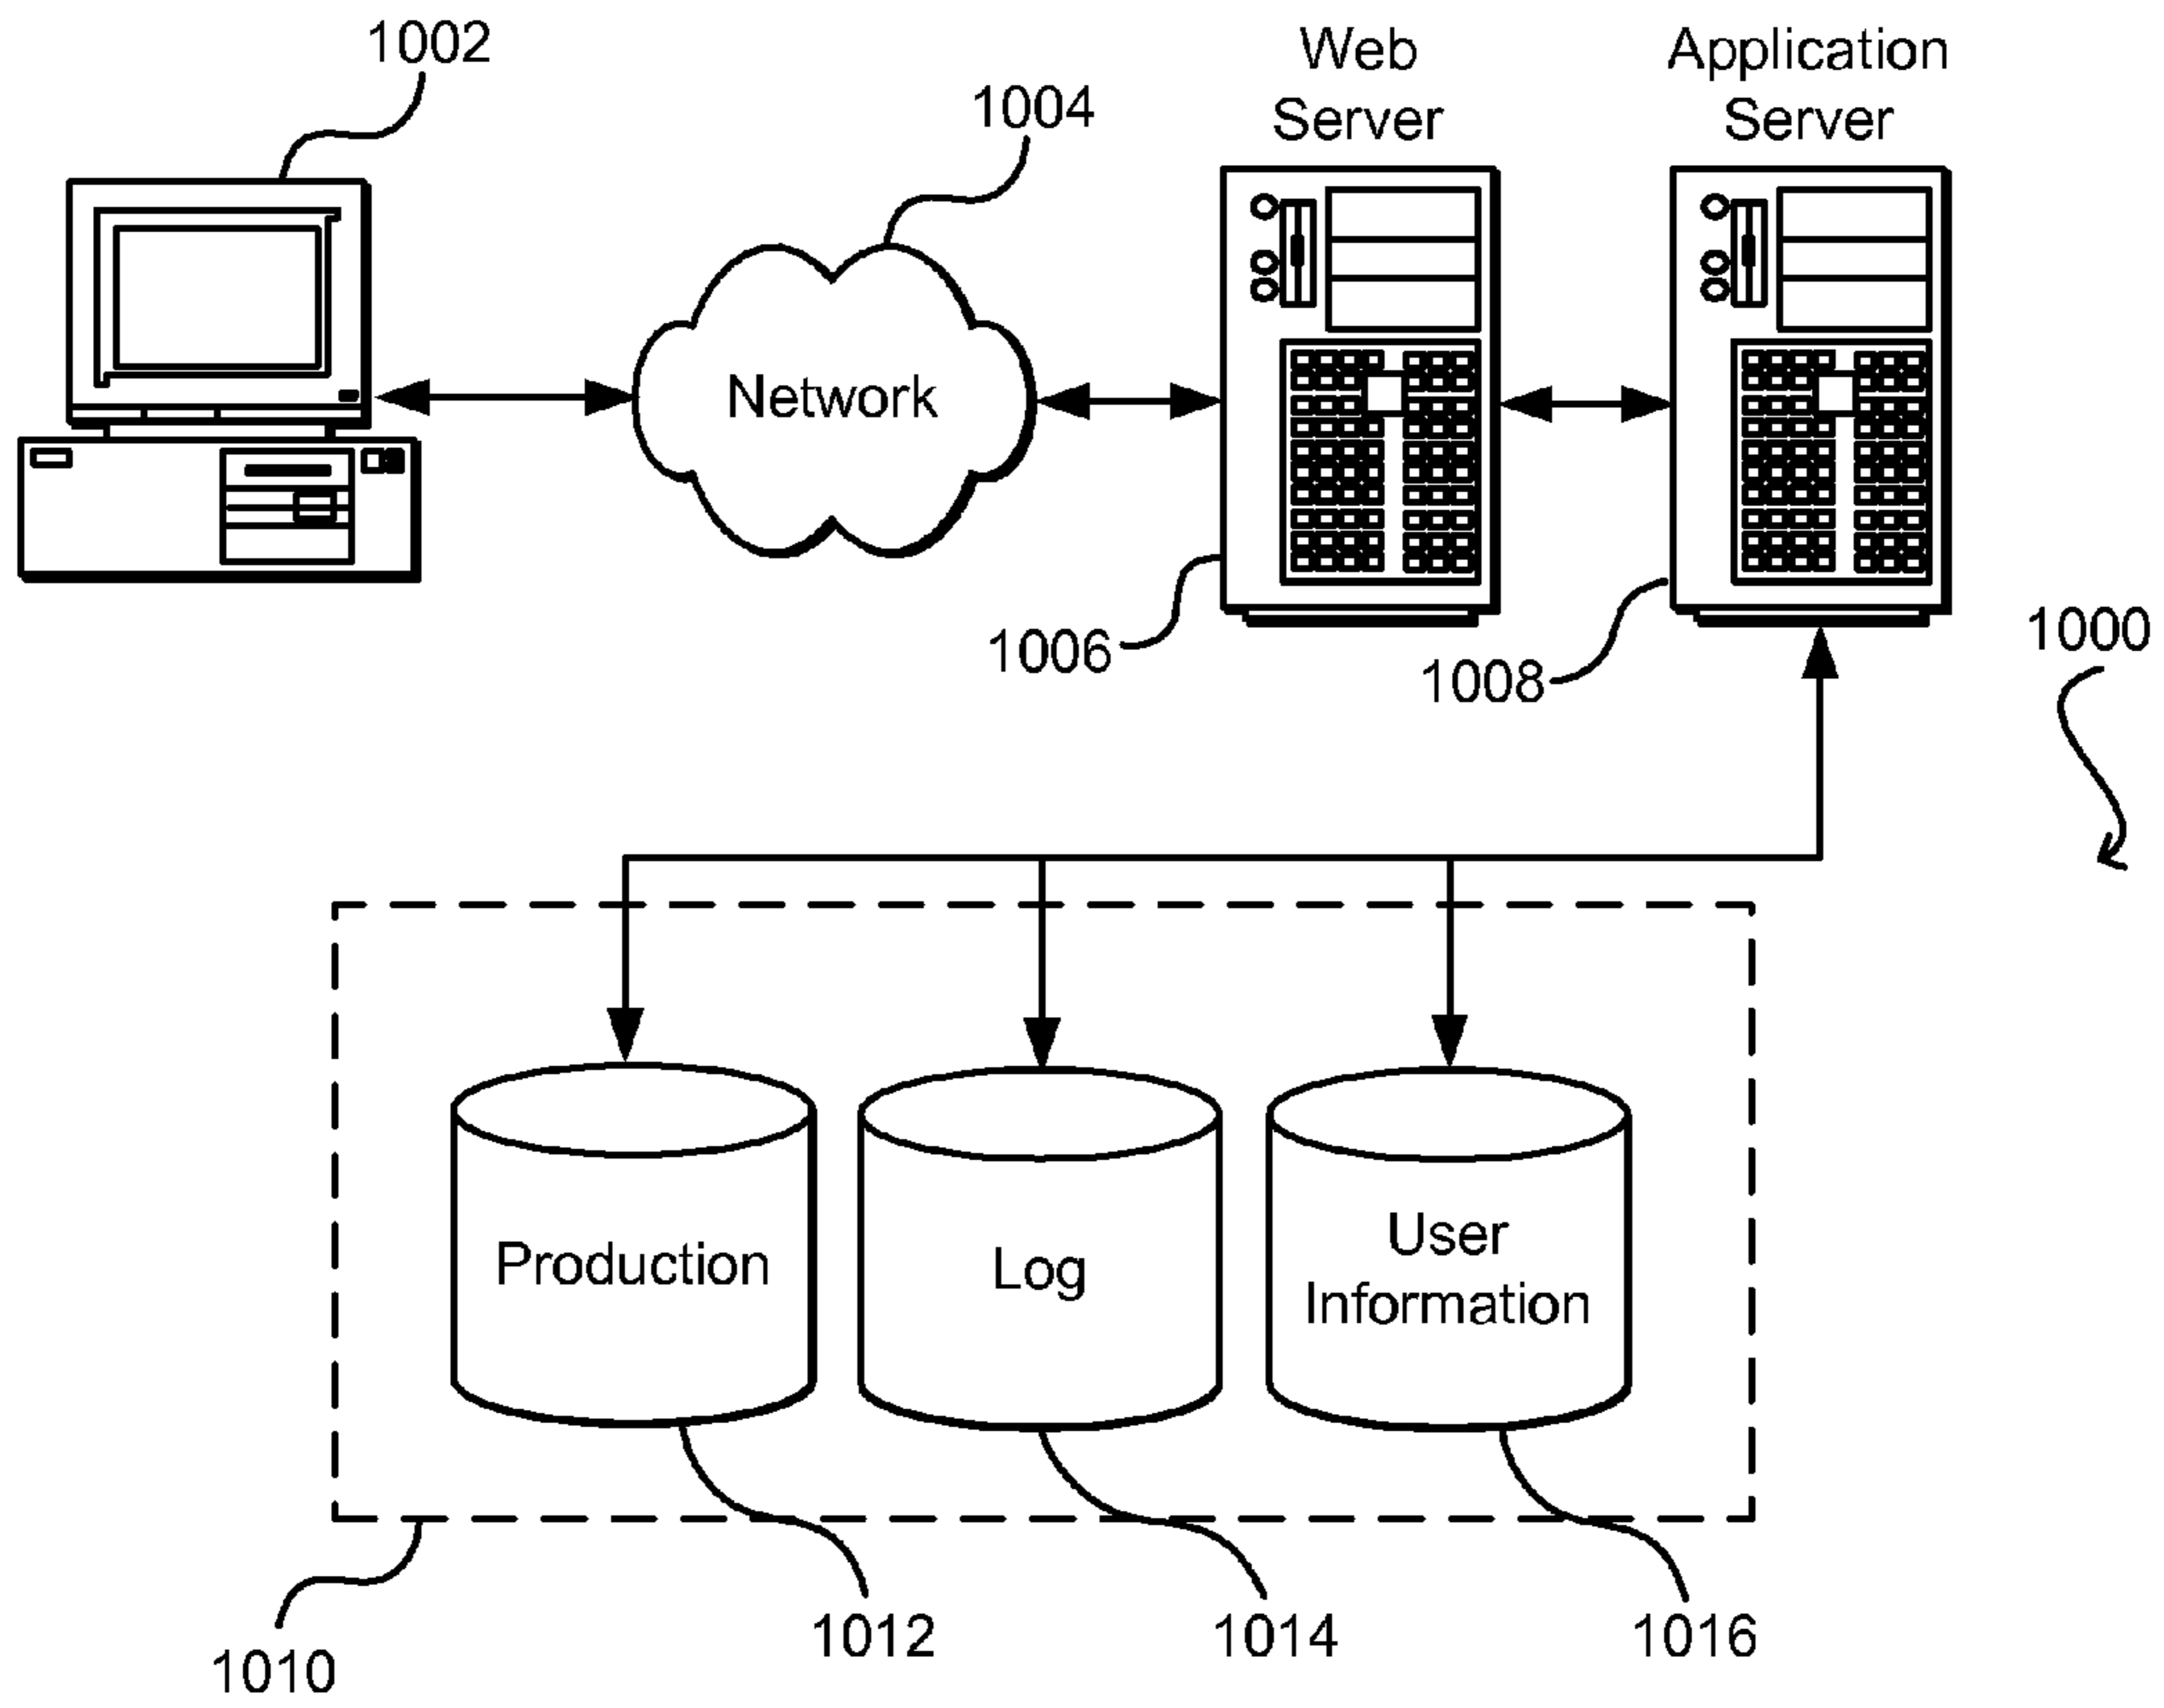 1002
1004
Web
Server
Application
Server
Network
1006
1008
1000
Production
Log
User
Information
1010
1012
1014
1016